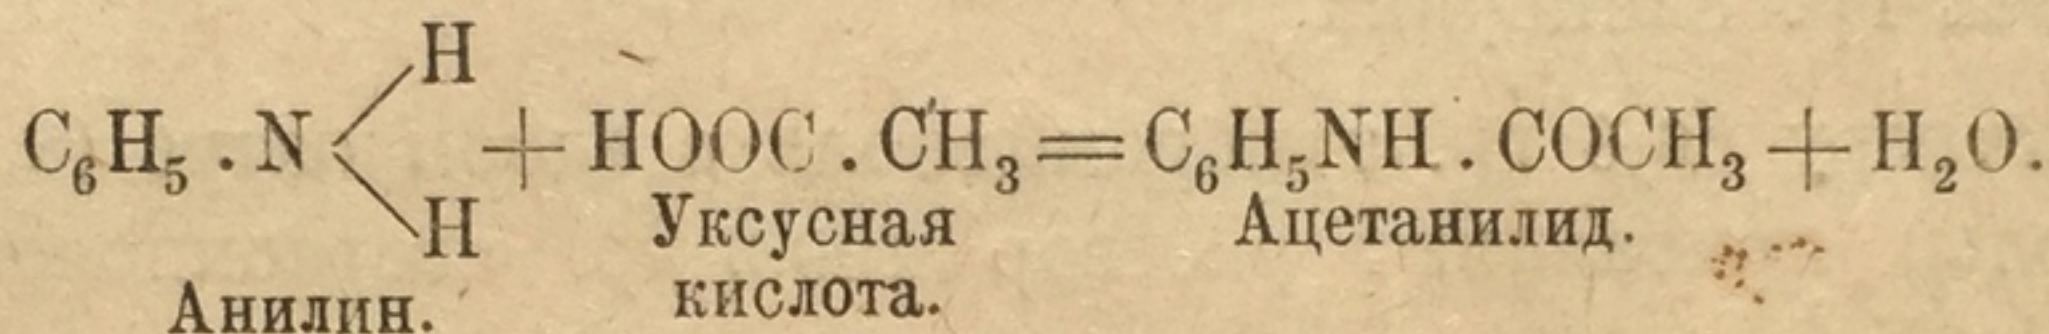 H
C₆H₅ . N + HOOC . CH₃ = C₆H₅NH . COCH₃ + H₂O.
H
Уксусная Ацетанилид.
Анилин. кислота.